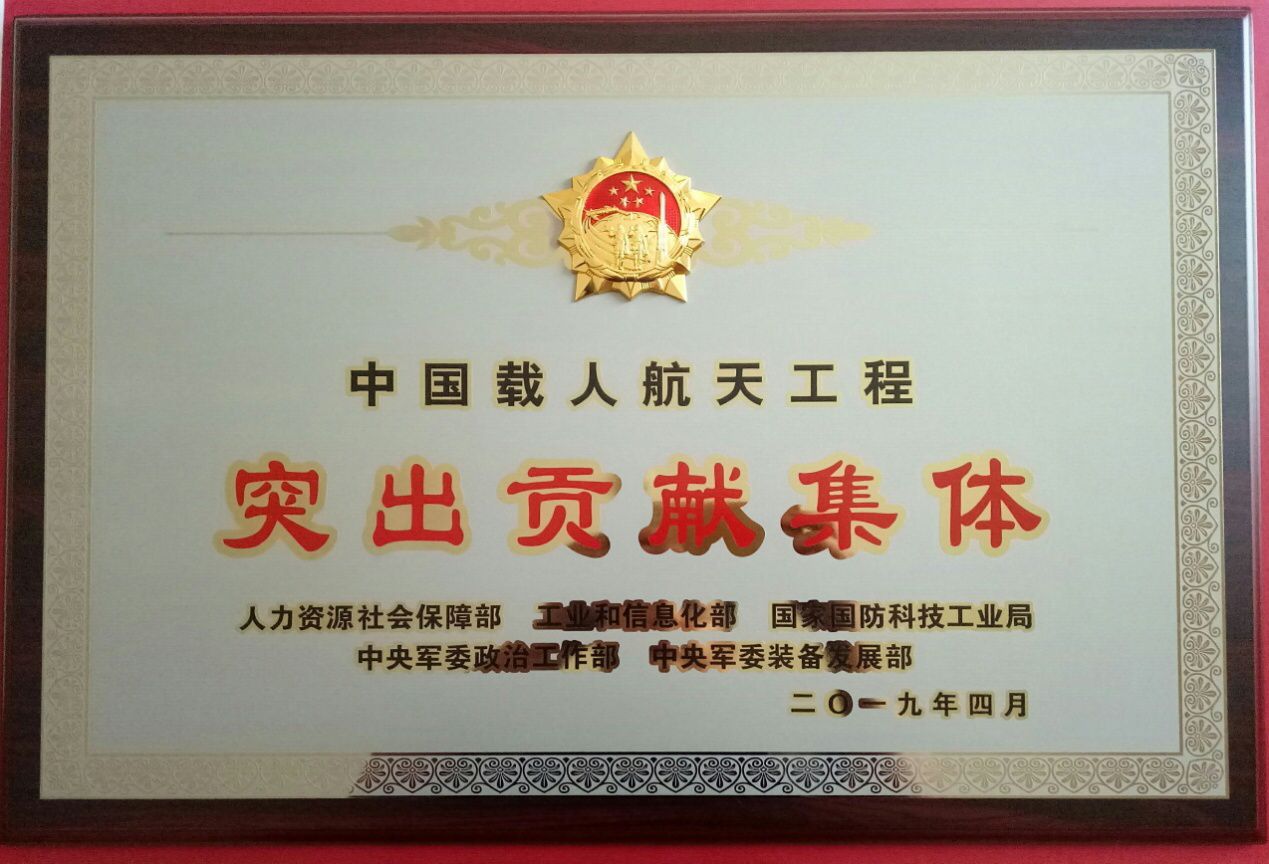 中国载人航天工程
突出贡献集体
人力资源社会保障部 工业和信息化部 国家国防科技工业局
中央军委政治工作部 中央军委装备发展部
二〇一九年四月